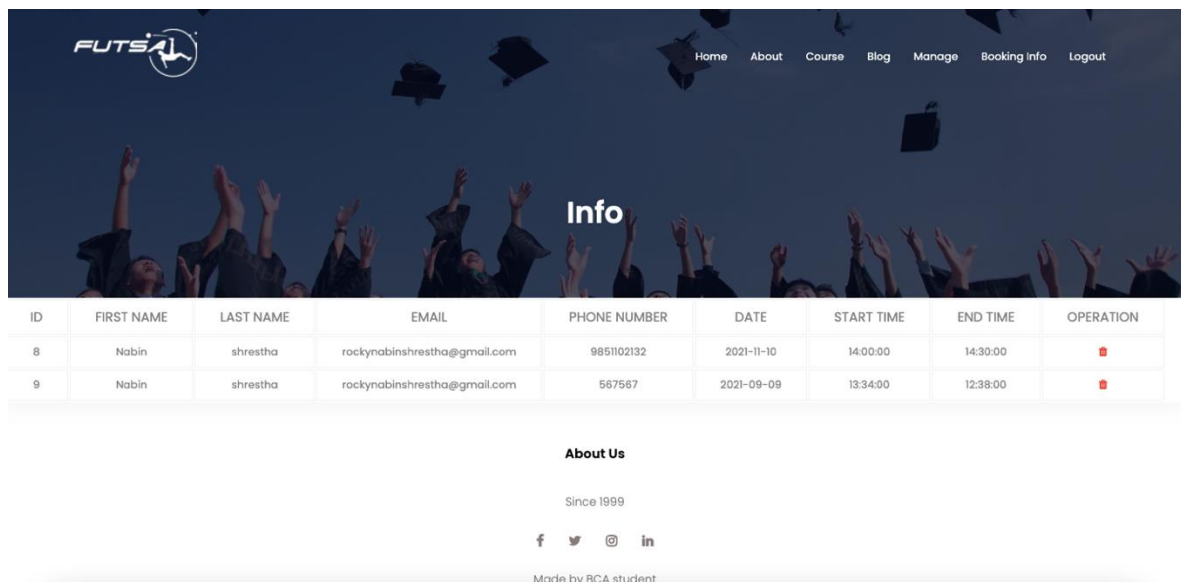 FUTSAL
Home About Course Blog Manage Booking Info Logout
Info
ID FIRST NAME LAST NAME EMAIL PHONE NUMBER DATE START TIME END TIME OPERATION
8 Nabin shrestha rockynabinshrestha@gmail.com 9851102132 2021-11-10 14:00:00 14:30:00
9 Nabin shrestha rockynabinshrestha@gmail.com 567567 2021-09-09 13:34:00 12:38:00
About Us
Since 1999
Made by BCA student